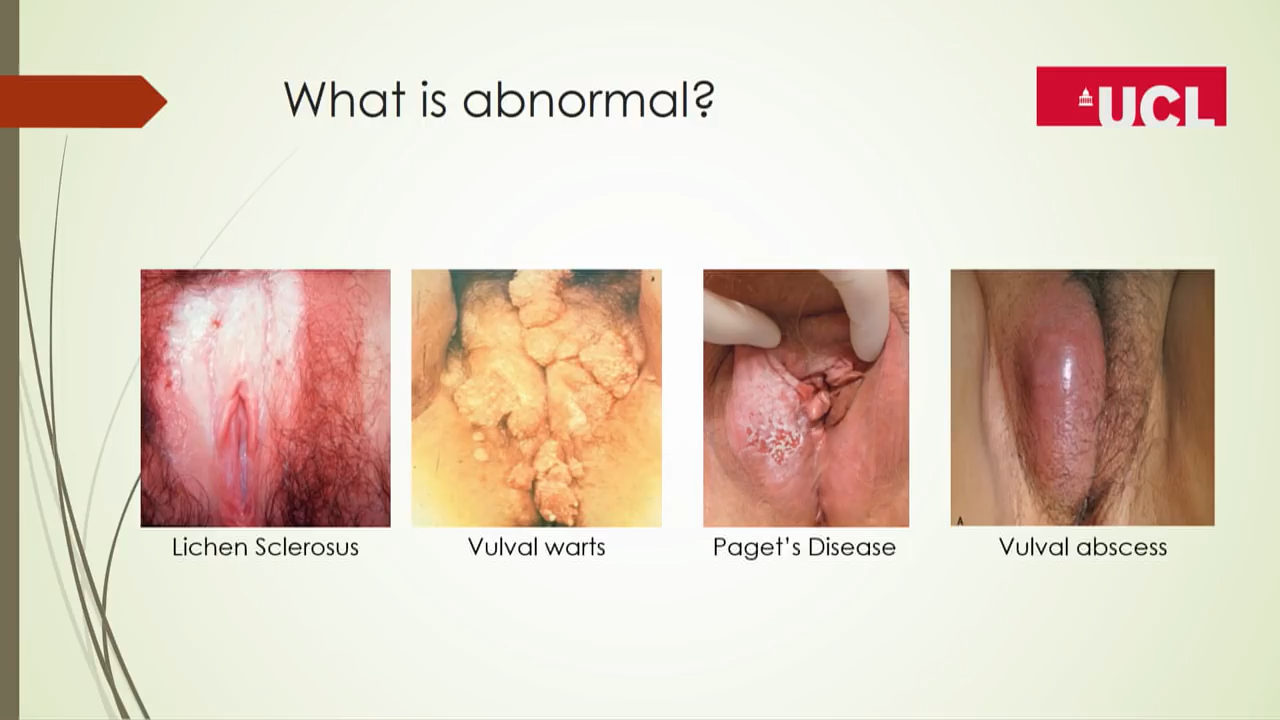 What is abnormal?
UCL
Lichen Sclerosus
Vulval warts
Paget's Disease
Vulval abscess
A